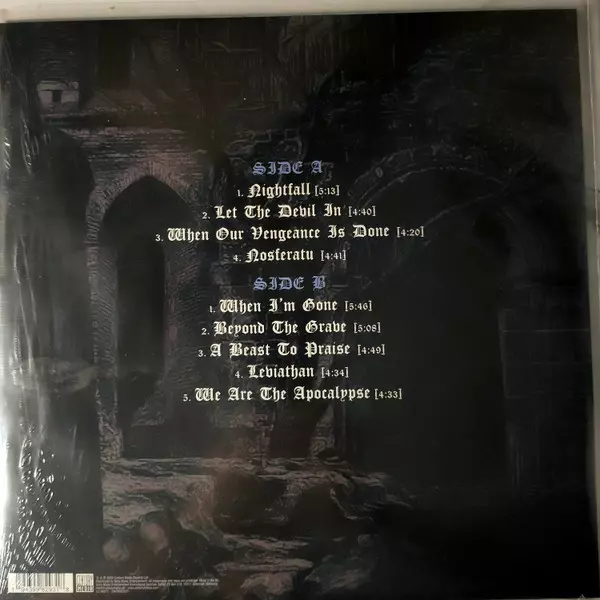 SIDE A
1. Nightfall [5:13]
2. Let The Devil In [4:40]
3. When Our Vengeance Is Done [4:20]
4. Nosferatu [4:41]
SIDE B
1. When I'm Gone [5:46]
2. Beyond The Grave [5:08]
3. A Beast To Praise [4:49]
4. Leviathan [4:34]
5. We Are The Apocalypse [4:33]